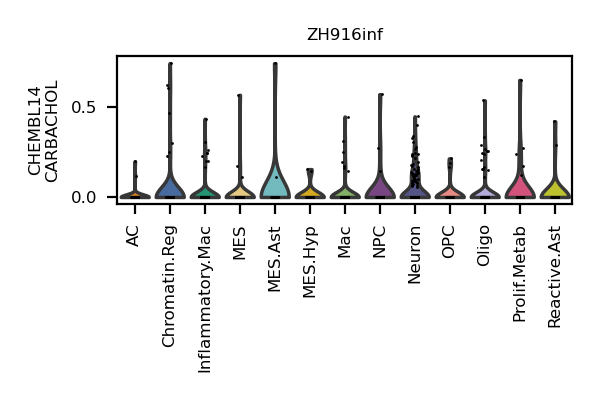 ZH916inf
CHEMBL14
CARBACHOL
0.5
0.0
AC
Chromatin.Reg
Inflammatory.Mac
MES
MES.Ast
MES.Hyp
Mac
NPC
Neuron
OPC
Oligo
Prolif.Metab
Reactive.Ast